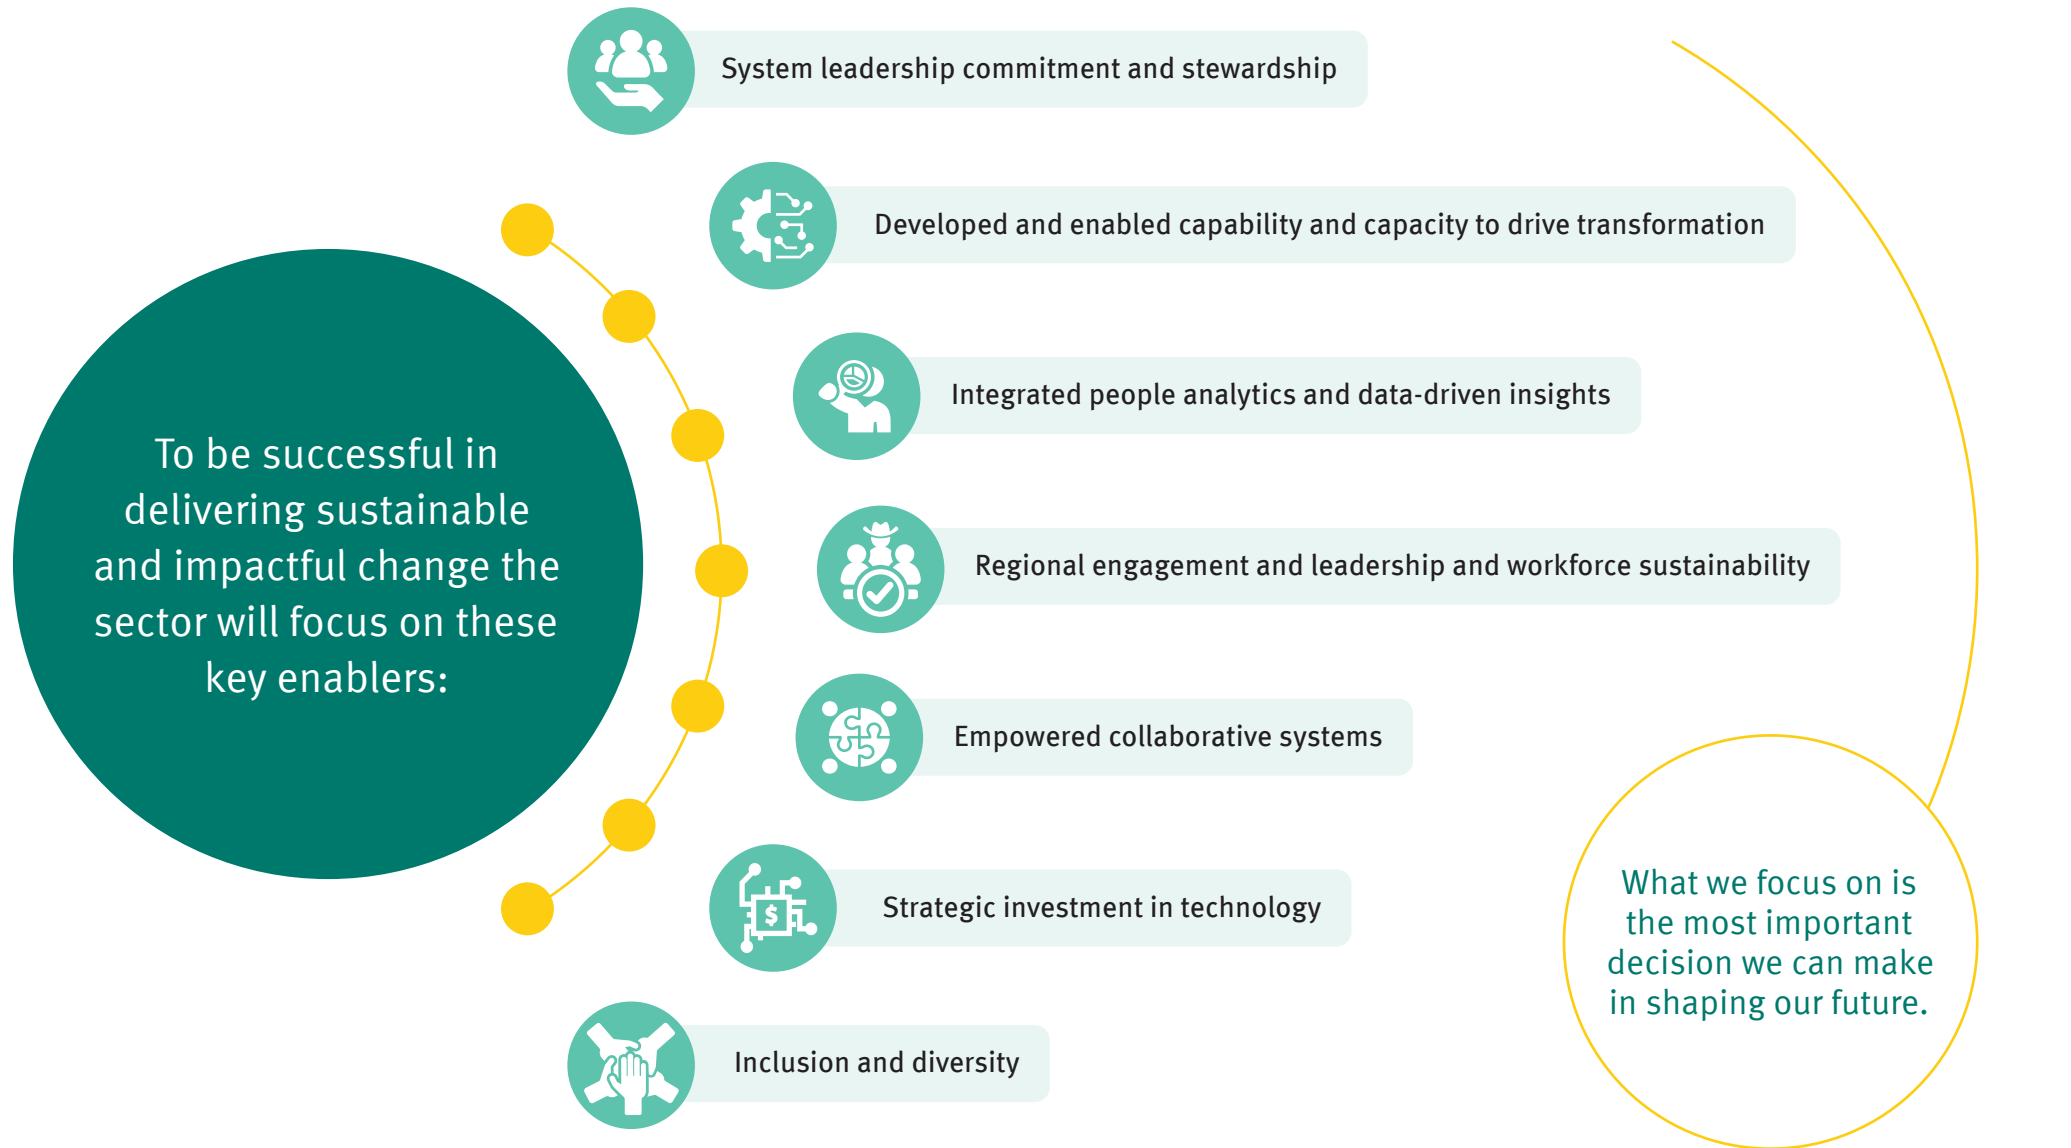 To be successful in
delivering sustainable
and impactful change the
sector will focus on these
key enablers:
System leadership commitment and stewardship
Developed and enabled capability and capacity to drive transformation
Integrated people analytics and data-driven insights
Regional engagement and leadership and workforce sustainability
Empowered collaborative systems
$
Strategic investment in technology
Inclusion and diversity
What we focus on is
the most important
decision we can make
in shaping our future.